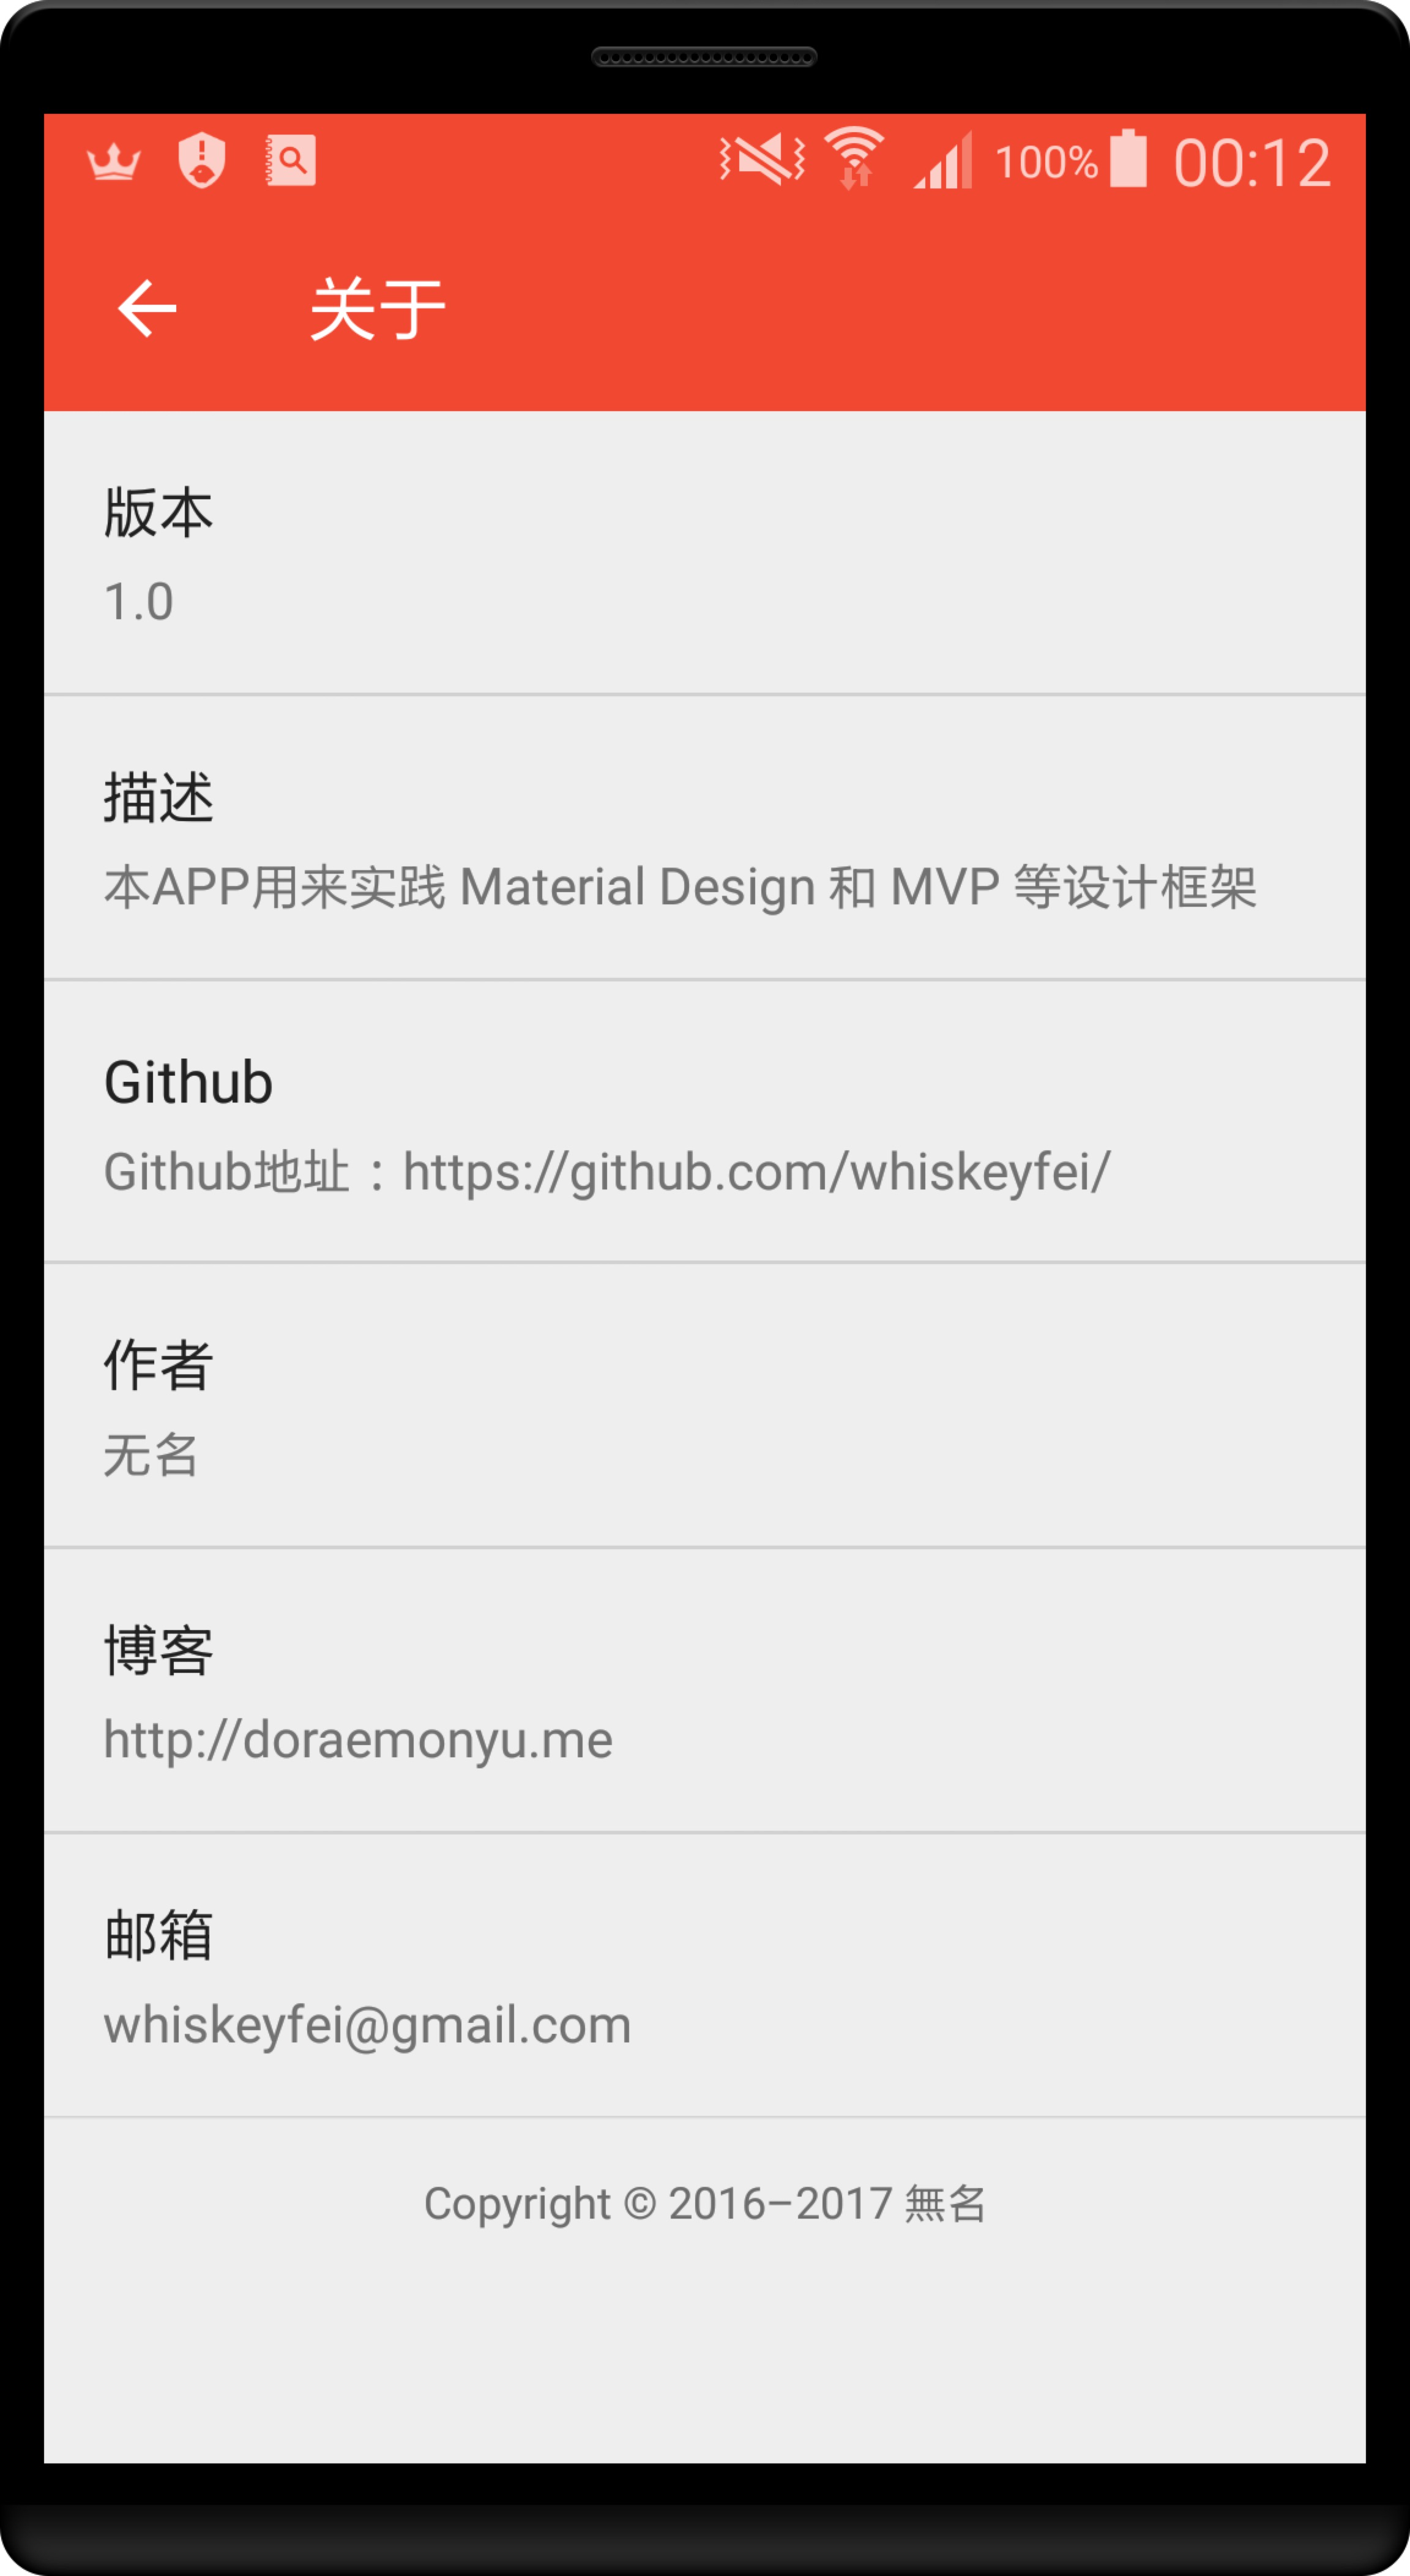 100% 00:12
关于
版本
1.0
描述
本APP用来实践 Material Design 和 MVP 等设计框架
Github
Github地址：https://github.com/whiskeyfei/
作者
无名
博客
http://doraemonyu.me
邮箱
whiskeyfei@gmail.com
Copyright © 2016–2017 無名